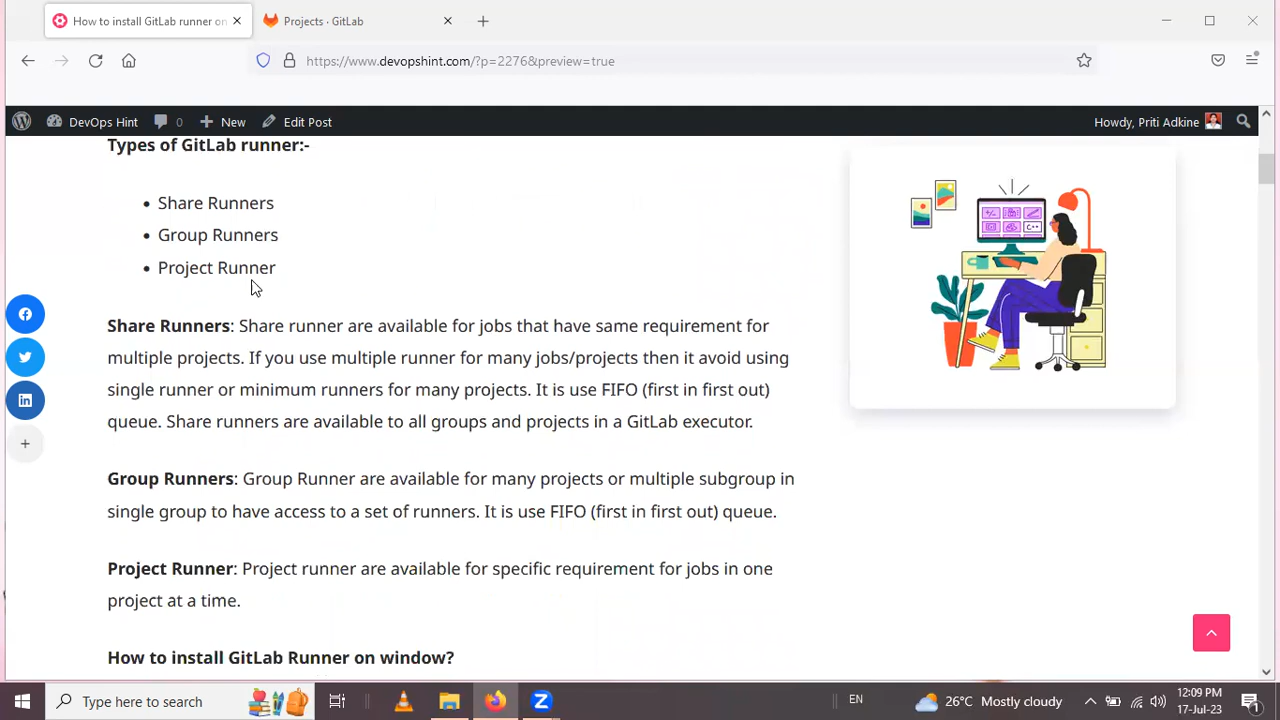 How to install GitLab runner on
Projects · GitLab
https://www.devopshint.com/?p=2276&preview=true
DevOps Hint
0
New
Edit Post
Howdy, Priti Adkine
Types of GitLab runner:-
• Share Runners
• Group Runners
• Project Runner
C++
Share Runners: Share runner are available for jobs that have same requirement for
multiple projects. If you use multiple runner for many jobs/projects then it avoid using
single runner or minimum runners for many projects. It is use FIFO (first in first out)
queue. Share runners are available to all groups and projects in a GitLab executor.
Group Runners: Group Runner are available for many projects or multiple subgroup in
single group to have access to a set of runners. It is use FIFO (first in first out) queue.
Project Runner: Project runner are available for specific requirement for jobs in one
project at a time.
How to install GitLab Runner on window?
Type here to search
EN
26°C Mostly cloudy
12:09 PM
17-Jul-23
1